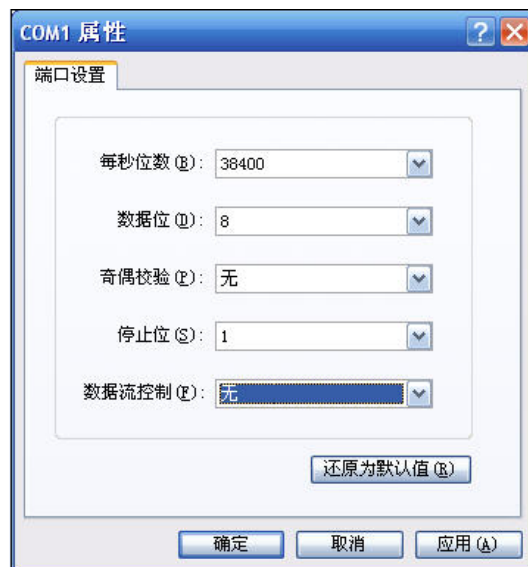 COM1 属性
端口设置
每秒位数(B): 38400
数据位(D): 8
奇偶校验(P): 无
停止位(S): 1
数据流控制(F): 无
还原为默认值(R)
确定 取消 应用(A)